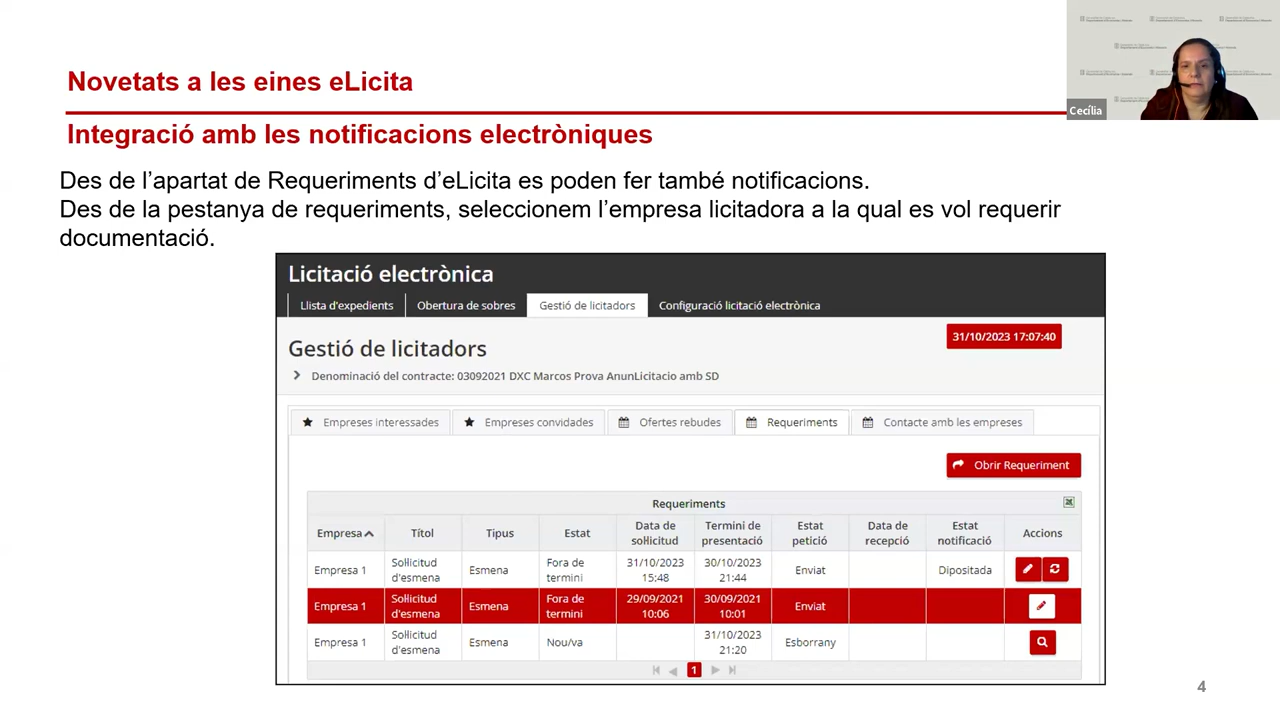 Novetats a les eines eLicita
Cecília
Integració amb les notificacions electròniques
Des de l’apartat de Requeriments d’eLicita es poden fer també notificacions.
Des de la pestanya de requeriments, seleccionem l’empresa licitadora a la qual es vol requerir
documentació.
Licitació electrònica
Llista d'expedients
Obertura de sobres
Gestió de licitadors
Configuració licitació electrònica
31/10/2023 17:07:40
Gestió de licitadors
Denominació del contracte: 03092021 DXC Marcos Prova AnunLicitacio amb SD
Empreses interessades
Empreses convidades
Ofertes rebudes
Requeriments
Contacte amb les empreses
Obrir Requeriment
Requeriments
Empresa Títol Tipus Estat Data de sol·licitud Termini de presentació Estat petició Data de recepció Estat notificació Accions
Empresa 1 Sol·licitud d'esmena Esmena Fora de termini 31/10/2023 15:48 30/10/2023 21:44 Enviat Dipositada
Empresa 1 Sol·licitud d'esmena Esmena Fora de termini 29/09/2021 10:06 30/09/2021 10:01 Enviat
Empresa 1 Sol·licitud d'esmena Esmena Nou/va 31/10/2023 21:20 Esborrany
1
4